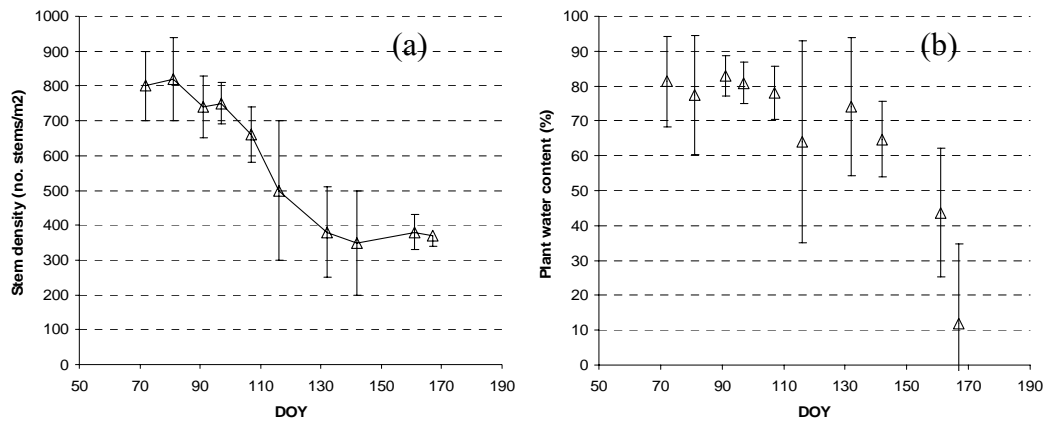 (a)
Stem density (no. stems/m2)
1000
900
800
700
600
500
400
300
200
100
0
50 70 90 110 130 150 170 190
DOY
(b)
Plant water content (%)
100
90
80
70
60
50
40
30
20
10
0
50 70 90 110 130 150 170 190
DOY